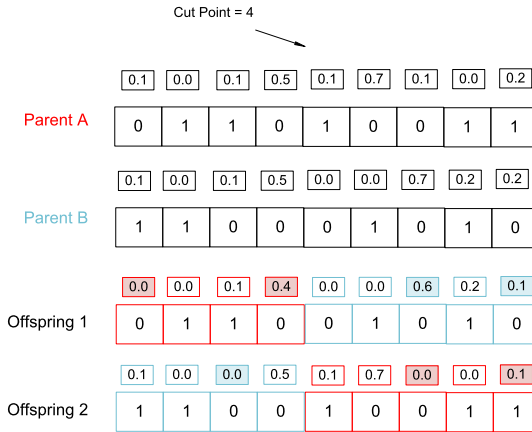 Cut Point = 4
0.1 0.0 0.1 0.5 0.1 0.7 0.1 0.0 0.2
Parent A 0 1 1 0 1 0 0 1 1
0.1 0.0 0.1 0.5 0.0 0.0 0.7 0.2 0.2
Parent B 1 1 0 0 0 1 0 1 0
0.0 0.0 0.1 0.4 0.0 0.0 0.6 0.2 0.1
Offspring 1 0 1 1 0 0 1 0 1 0
0.1 0.0 0.0 0.5 0.1 0.7 0.0 0.0 0.1
Offspring 2 1 1 0 0 1 0 0 1 1